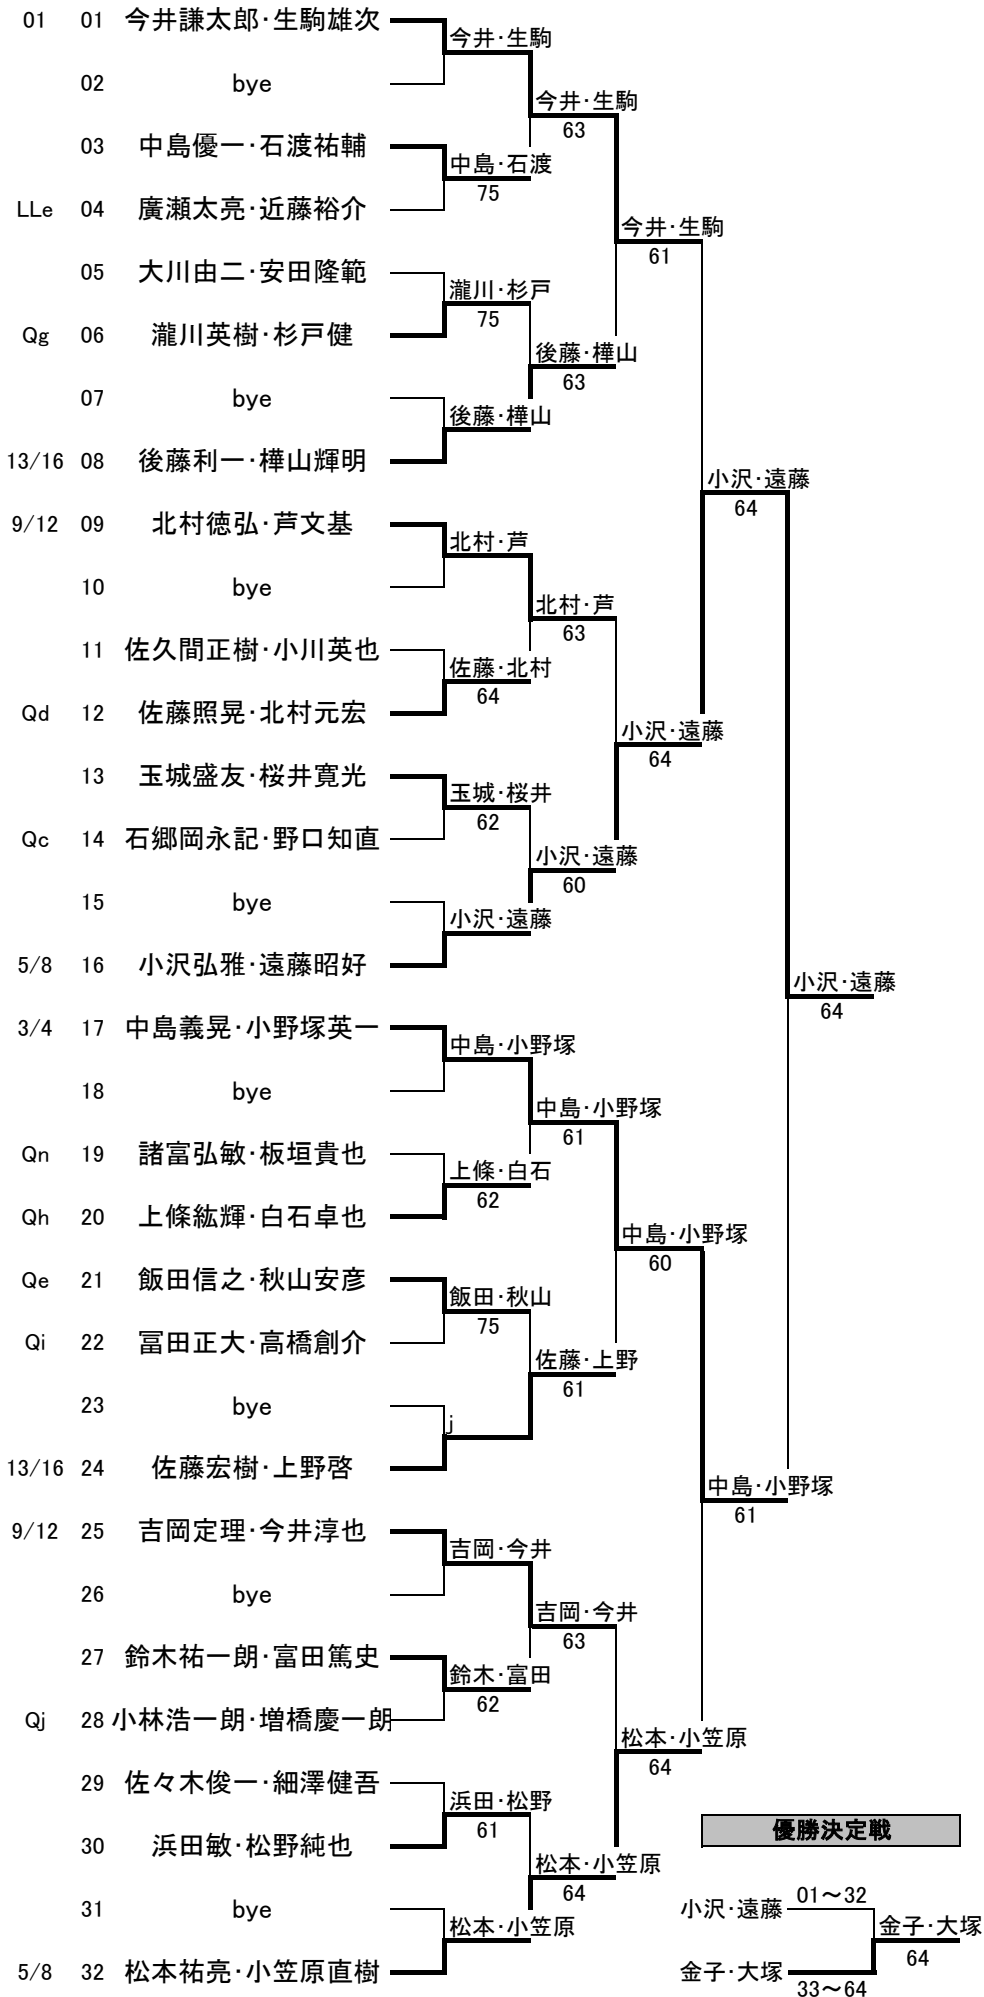 01 01 今井謙太郎・生駒雄次
今井・生駒
02 bye
今井・生駒
63
03 中島優一・石渡祐輔
中島・石渡
75
LLe 04 廣瀬太亮・近藤裕介
今井・生駒
61
05 大川由二・安田隆範
瀧川・杉戸
75
Qg 06 瀧川英樹・杉戸健
後藤・樺山
63
07 bye
後藤・樺山
13/16 08 後藤利一・樺山輝明
小沢・遠藤
64
9/12 09 北村徳弘・芦文基
北村・芦
10 bye
北村・芦
63
11 佐久間正樹・小川英也
佐藤・北村
64
Qd 12 佐藤照晃・北村元宏
小沢・遠藤
64
13 玉城盛友・桜井寛光
玉城・桜井
62
Qc 14 石郷岡永記・野口知直
小沢・遠藤
60
15 bye
小沢・遠藤
5/8 16 小沢弘雅・遠藤昭好
小沢・遠藤
64
3/4 17 中島義晃・小野塚英一
中島・小野塚
18 bye
中島・小野塚
61
Qn 19 諸富弘敏・板垣貴也
上條・白石
62
Qh 20 上條紘輝・白石卓也
中島・小野塚
60
Qe 21 飯田信之・秋山安彦
飯田・秋山
75
Qi 22 冨田正大・高橋創介
佐藤・上野
61
23 bye
j
13/16 24 佐藤宏樹・上野啓
中島・小野塚
61
9/12 25 吉岡定理・今井淳也
吉岡・今井
26 bye
吉岡・今井
63
27 鈴木祐一朗・富田篤史
鈴木・富田
62
Qj 28 小林浩一朗・増橋慶一朗
松本・小笠原
64
29 佐々木俊一・細澤健吾
浜田・松野
61
優勝決定戦
30 浜田敏・松野純也
松本・小笠原
64
01～32
31 bye
小沢・遠藤
金子・大塚
64
松本・小笠原
5/8 32 松本祐亮・小笠原直樹
金子・大塚
33～64